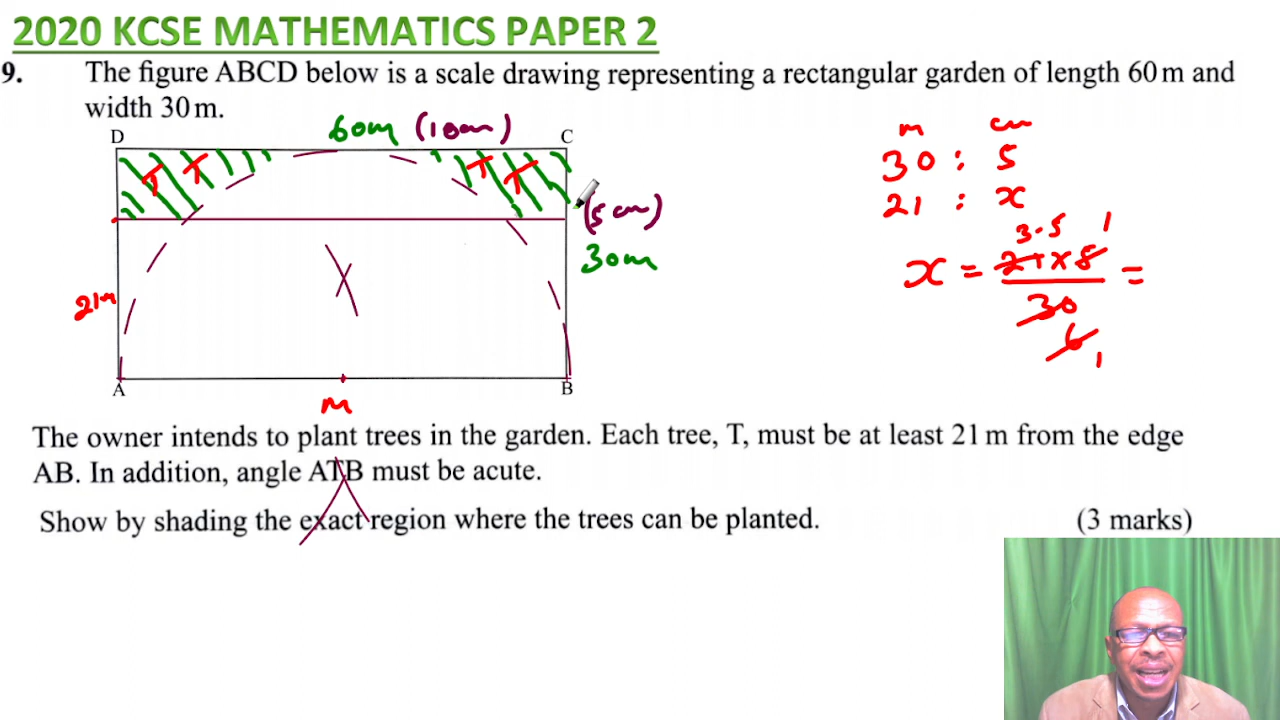 2020 KCSE MATHEMATICS PAPER 2
9. The figure ABCD below is a scale drawing representing a rectangular garden of length 60 m and
width 30 m.
D 60m (10cm) C
T T T T
(5cm)
30m
21m
A B
M
m cm
30 : 5
21 : x
3.5 1
x = 21 x 5 =
30
6 1
The owner intends to plant trees in the garden. Each tree, T, must be at least 21 m from the edge
AB. In addition, angle ATB must be acute.
Show by shading the exact region where the trees can be planted. (3 marks)